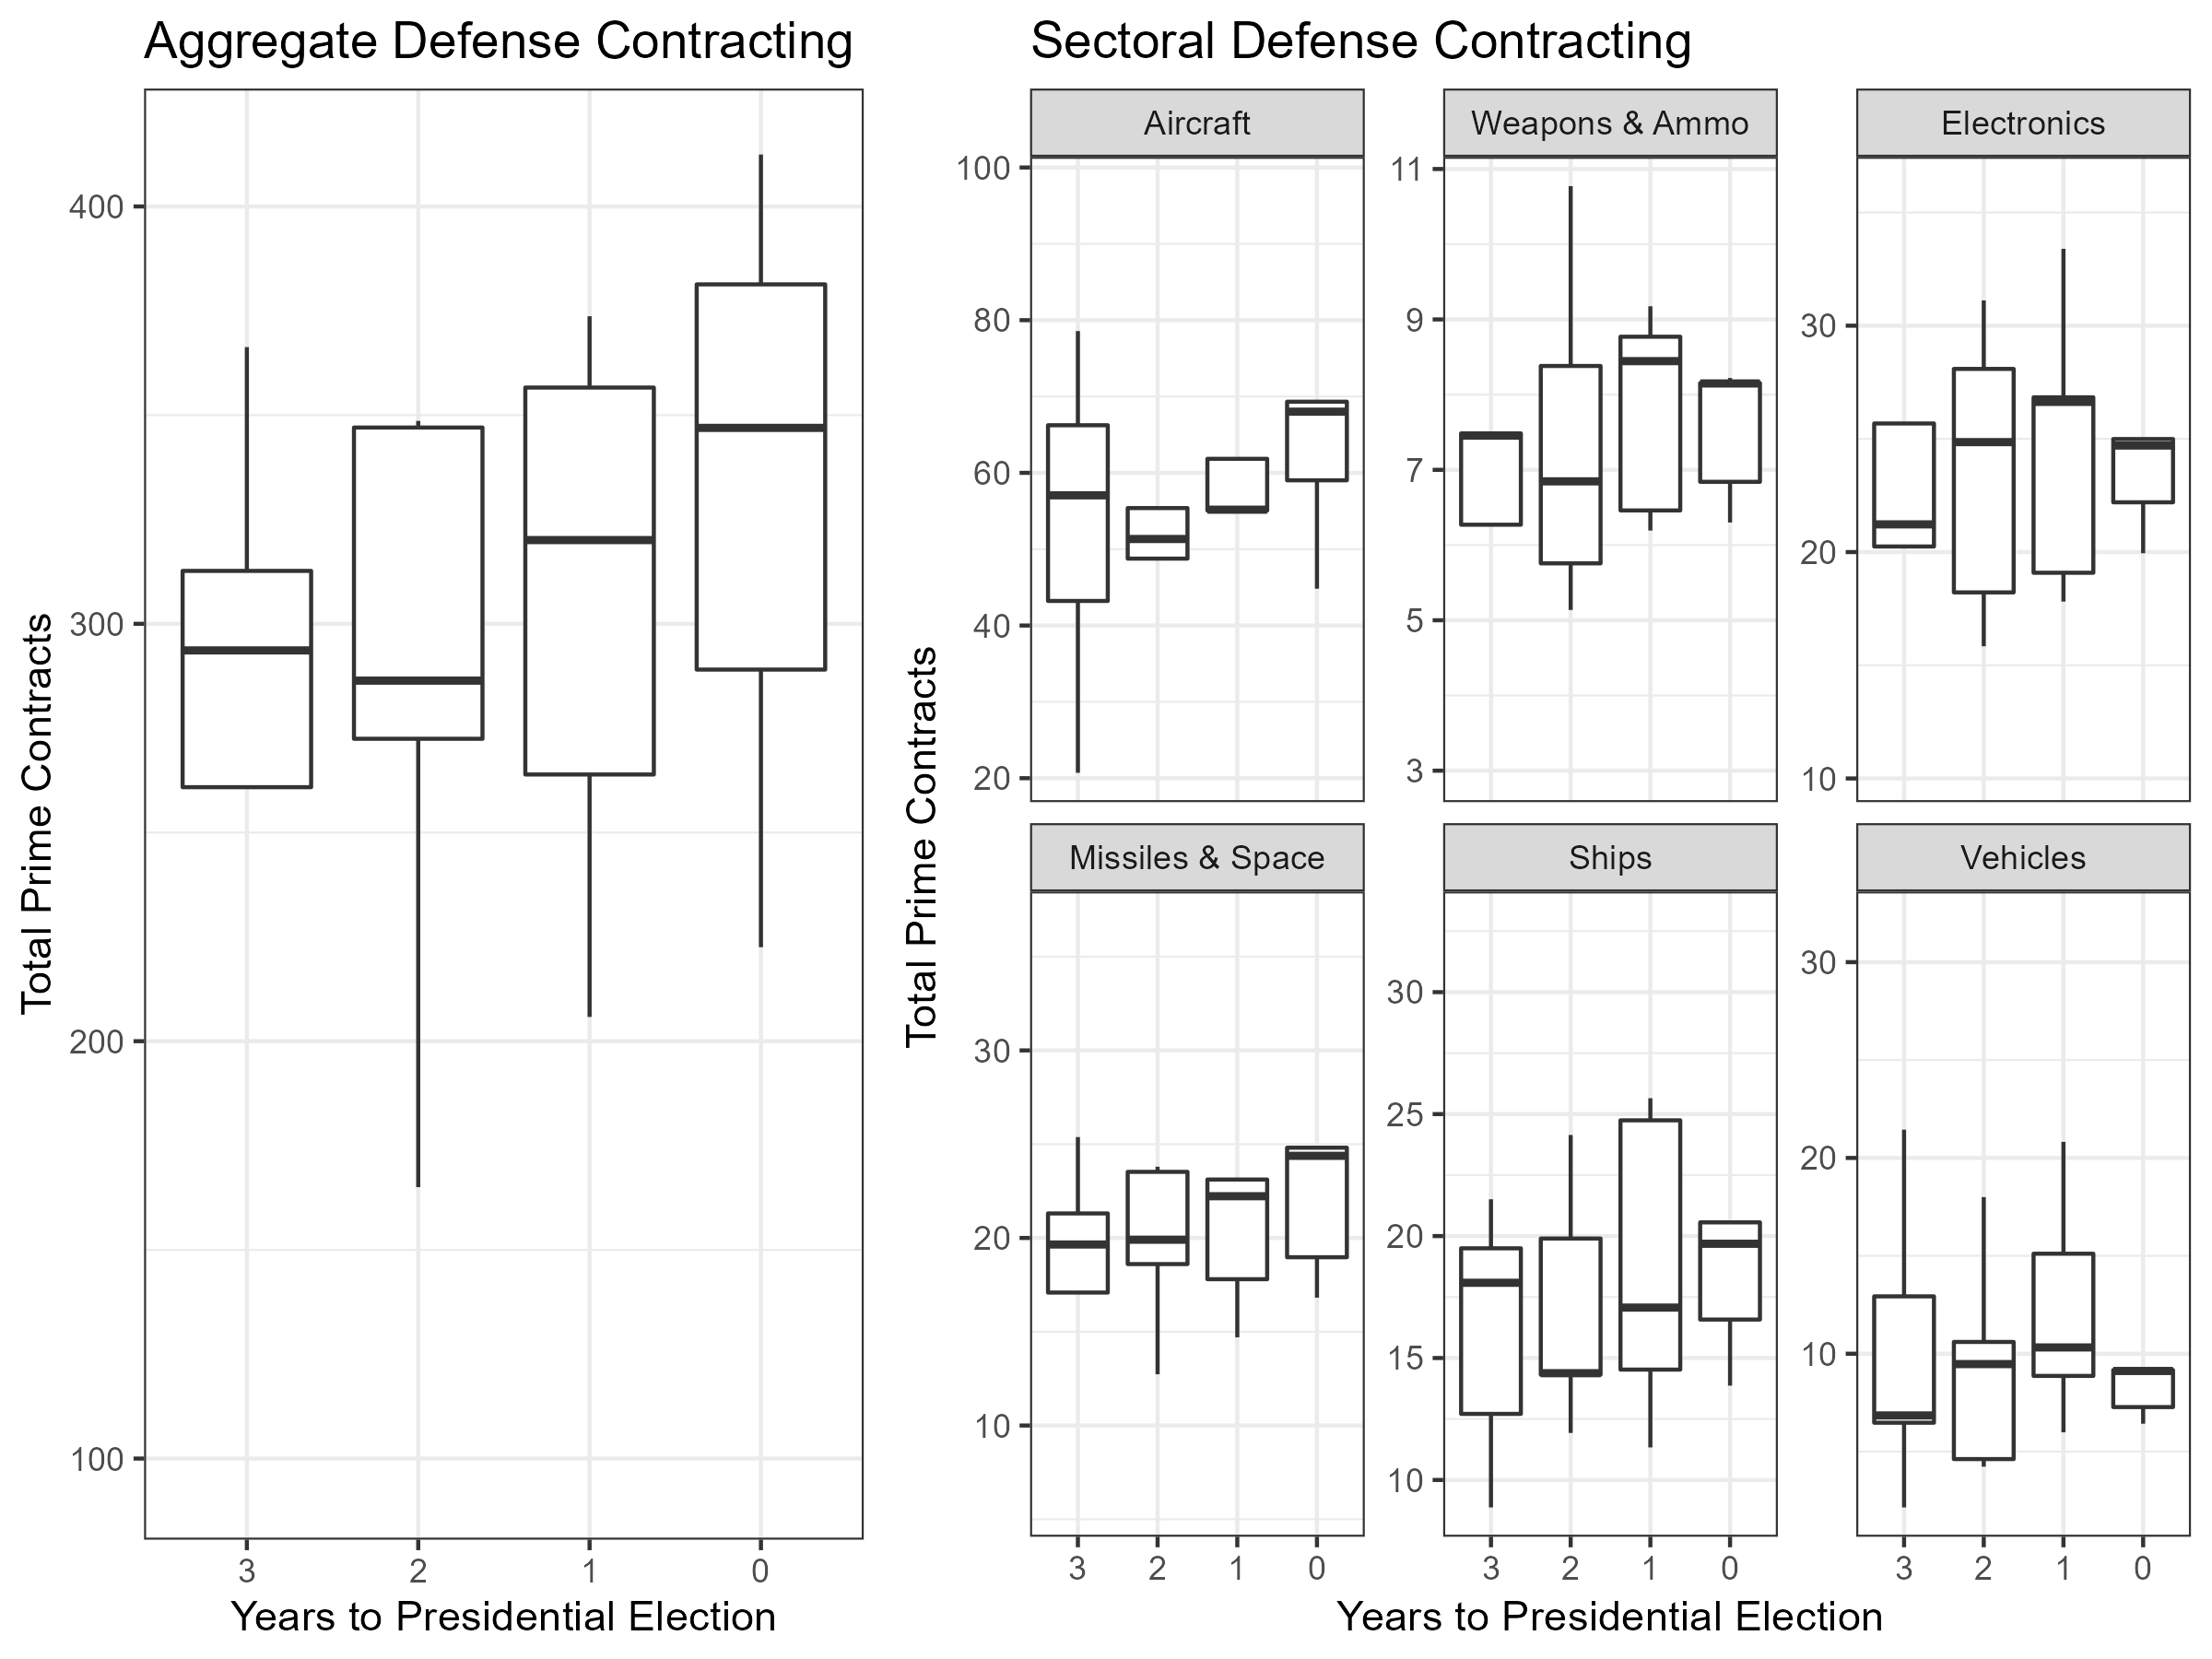 Aggregate Defense Contracting
Total Prime Contracts
400
300
200
100
3 2 1 0
Years to Presidential Election
Sectoral Defense Contracting
Total Prime Contracts
Aircraft
100
80
60
40
20
Weapons & Ammo
11
9
7
5
3
Electronics
30
20
10
Missiles & Space
30
20
10
3 2 1 0
Ships
30
25
20
15
10
3 2 1 0
Vehicles
30
20
10
3 2 1 0
Years to Presidential Election